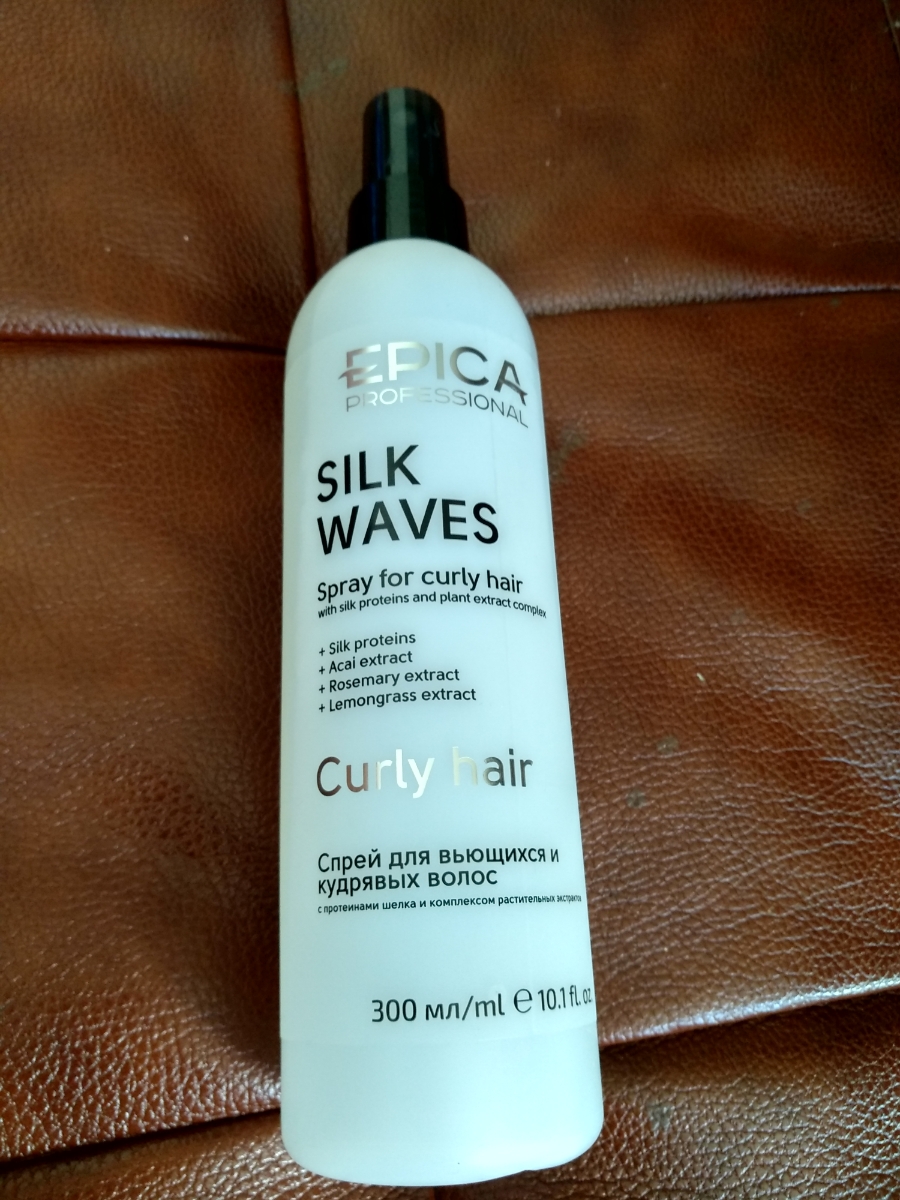 EPICA
PROFESSIONAL
SILK
WAVES
Spray for curly hair
with silk proteins and plant extract complex
+ Silk proteins
+ Acai extract
+ Rosemary extract
+ Lemongrass extract
Curly hair
Спрей для вьющихся и
кудрявых волос
с протеинами шелка и комплексом растительных экстрактов
300 мл/ml ℮ 10.1 fl. oz